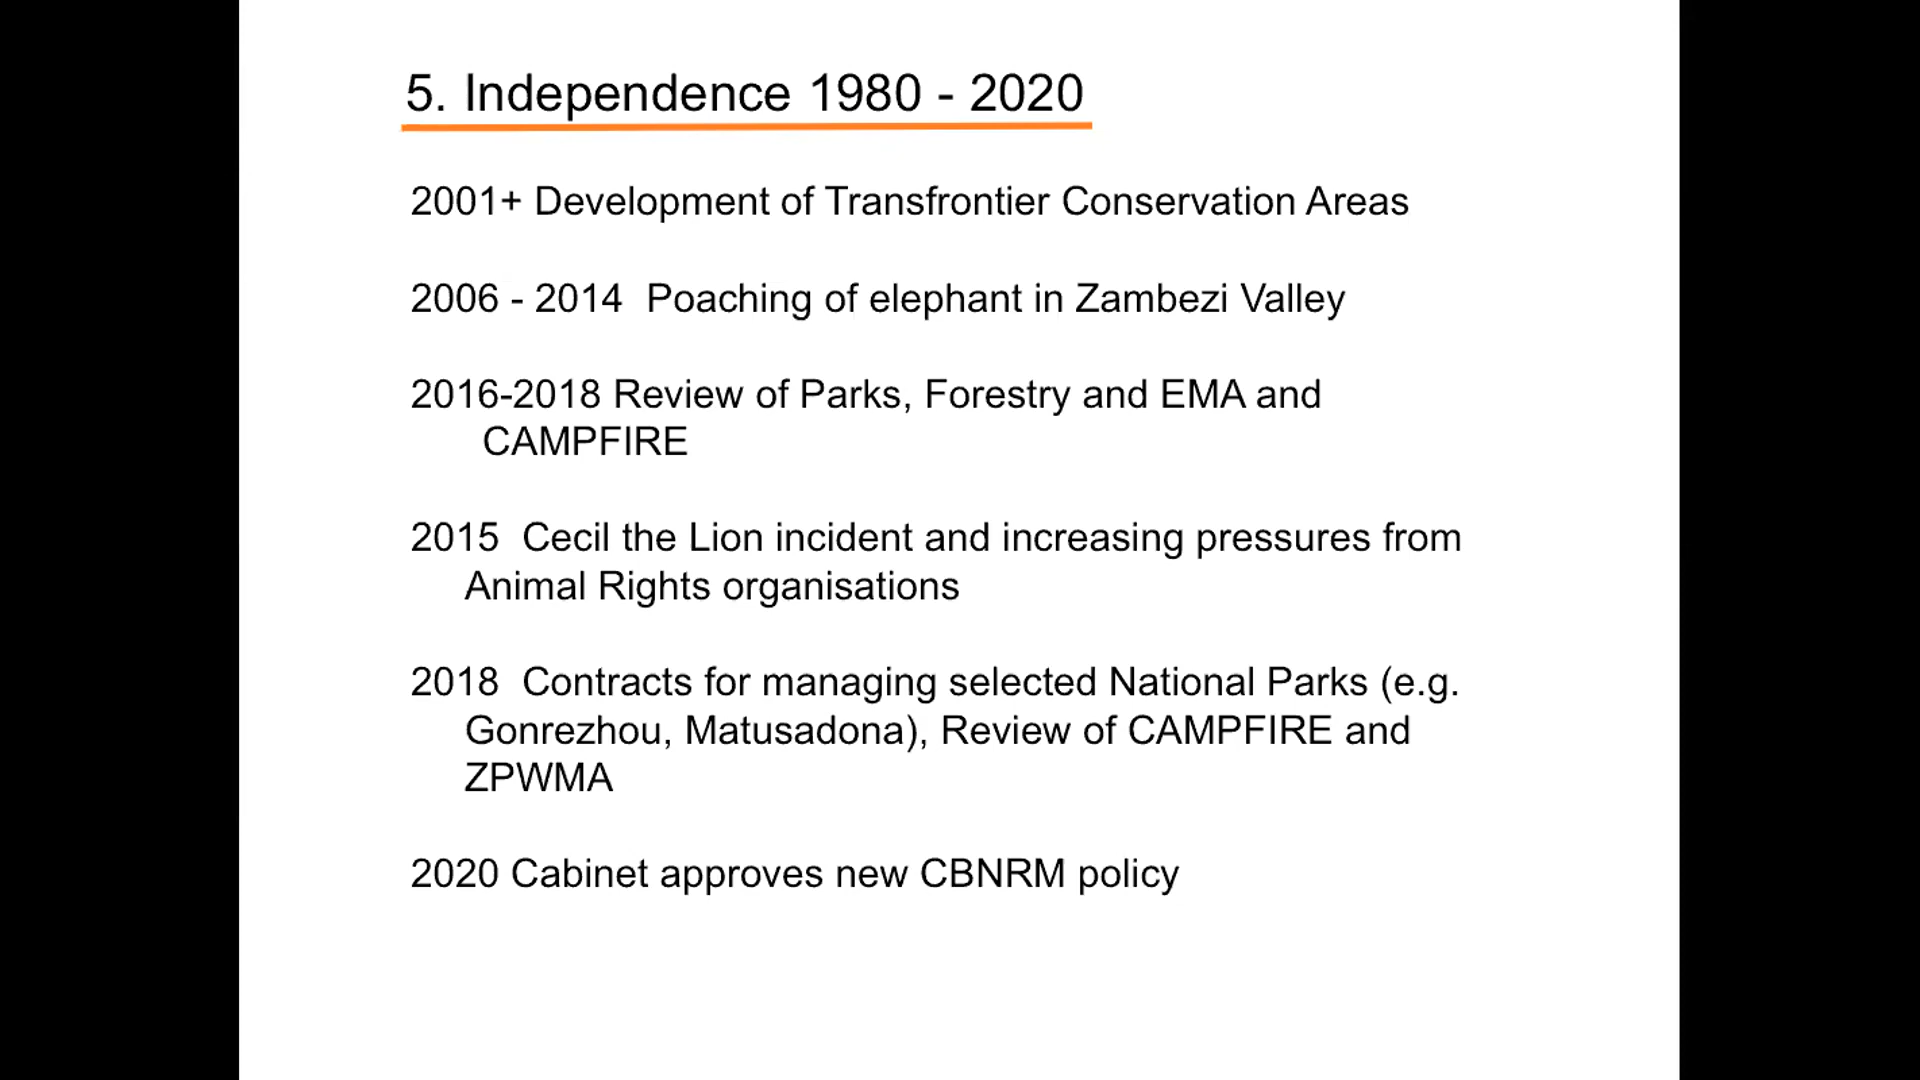 5. Independence 1980 - 2020
2001+ Development of Transfrontier Conservation Areas
2006 - 2014  Poaching of elephant in Zambezi Valley
2016-2018 Review of Parks, Forestry and EMA and
CAMPFIRE
2015  Cecil the Lion incident and increasing pressures from
Animal Rights organisations
2018  Contracts for managing selected National Parks (e.g.
Gonrezhou, Matusadona), Review of CAMPFIRE and
ZPWMA
2020 Cabinet approves new CBNRM policy